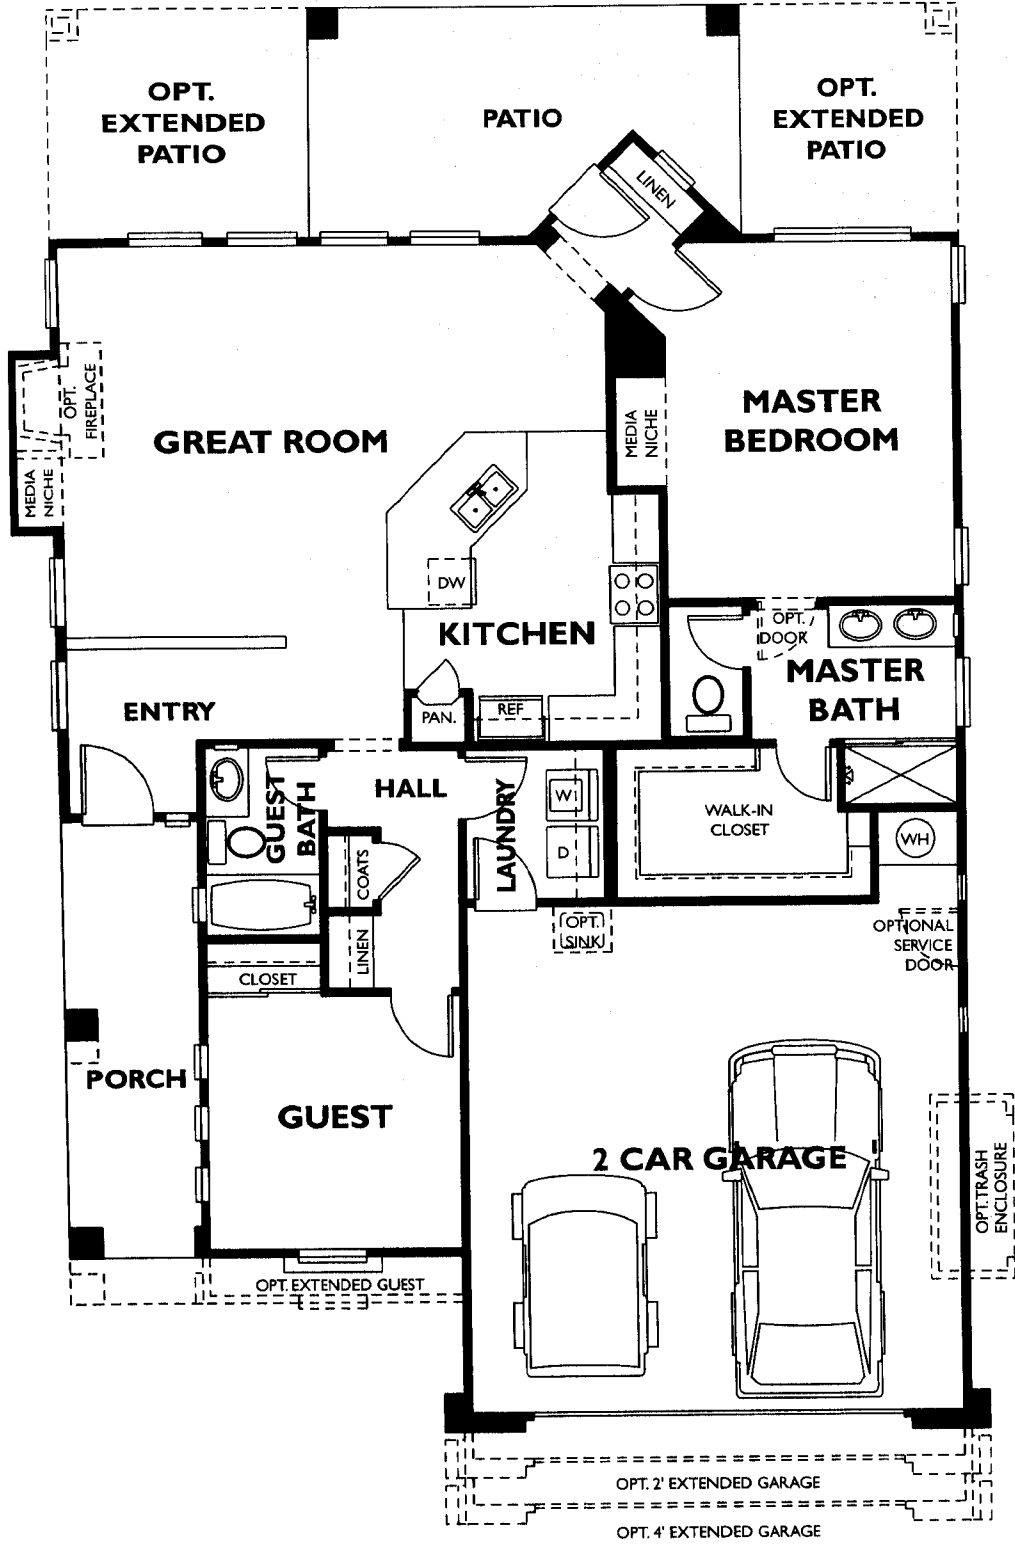 OPT.
EXTENDED
PATIO
PATIO
OPT.
EXTENDED
PATIO
LINEN
OPT.
FIREPLACE
MEDIA
NICHE
GREAT ROOM
MEDIA
NICHE
MASTER
BEDROOM
DW
KITCHEN
OPT.
DOOR
MASTER
BATH
ENTRY
PAN.
REF
GUEST
BATH
HALL
LAUNDRY
W
D
WALK-IN
CLOSET
WH
COATS
LINEN
OPT.
SINK
OPTIONAL
SERVICE
DOOR
CLOSET
PORCH
GUEST
2 CAR GARAGE
OPT. TRASH
ENCLOSURE
OPT. EXTENDED GUEST
OPT. 2' EXTENDED GARAGE
OPT. 4' EXTENDED GARAGE